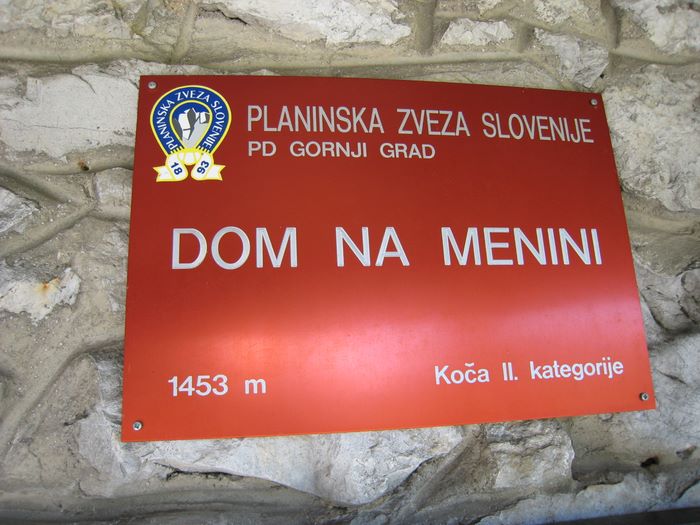 PLANINSKA ZVEZA SLOVENIJE
18 93
PLANINSKA ZVEZA SLOVENIJE
PD GORNJI GRAD
DOM NA MENINI
1453 m
Koča II. kategorije